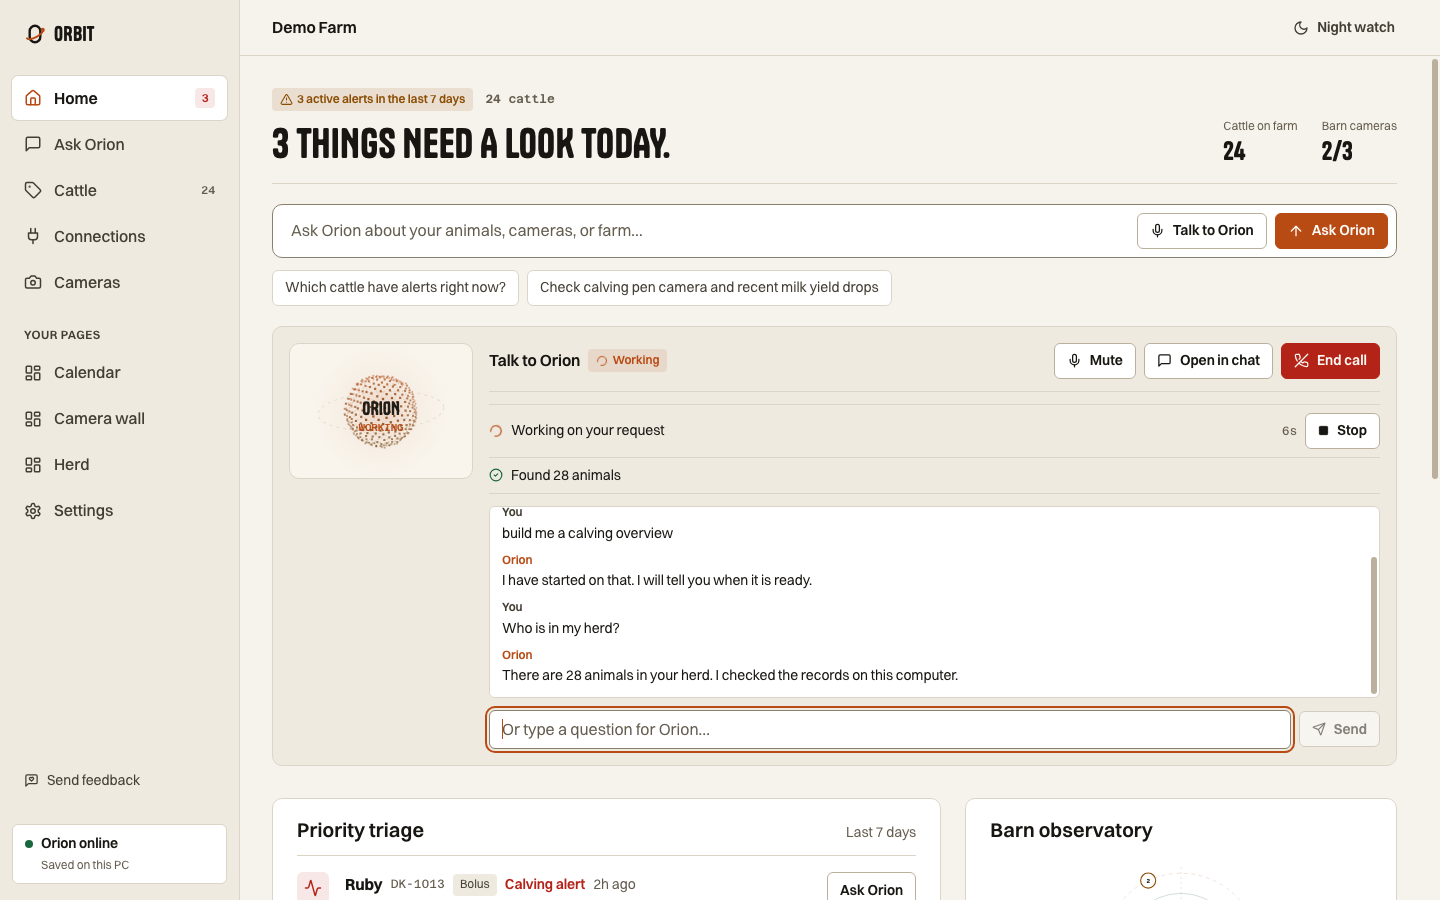 ORBIT
Home 3
Ask Orion
Cattle 24
Connections
Cameras
YOUR PAGES
Calendar
Camera wall
Herd
Settings
Send feedback
Orion online
Saved on this PC
Demo Farm
Night watch
3 active alerts in the last 7 days 24 cattle
3 THINGS NEED A LOOK TODAY.
Cattle on farm
24
Barn cameras
2/3
Ask Orion about your animals, cameras, or farm...
Talk to Orion
Ask Orion
Which cattle have alerts right now?
Check calving pen camera and recent milk yield drops
ORION
WORKING
Talk to Orion Working
Mute
Open in chat
End call
Working on your request 6s
Stop
Found 28 animals
You
build me a calving overview
Orion
I have started on that. I will tell you when it is ready.
You
Who is in my herd?
Orion
There are 28 animals in your herd. I checked the records on this computer.
Or type a question for Orion...
Send
Priority triage Last 7 days
Ruby DK-1013 Bolus Calving alert 2h ago
Ask Orion
Barn observatory
2